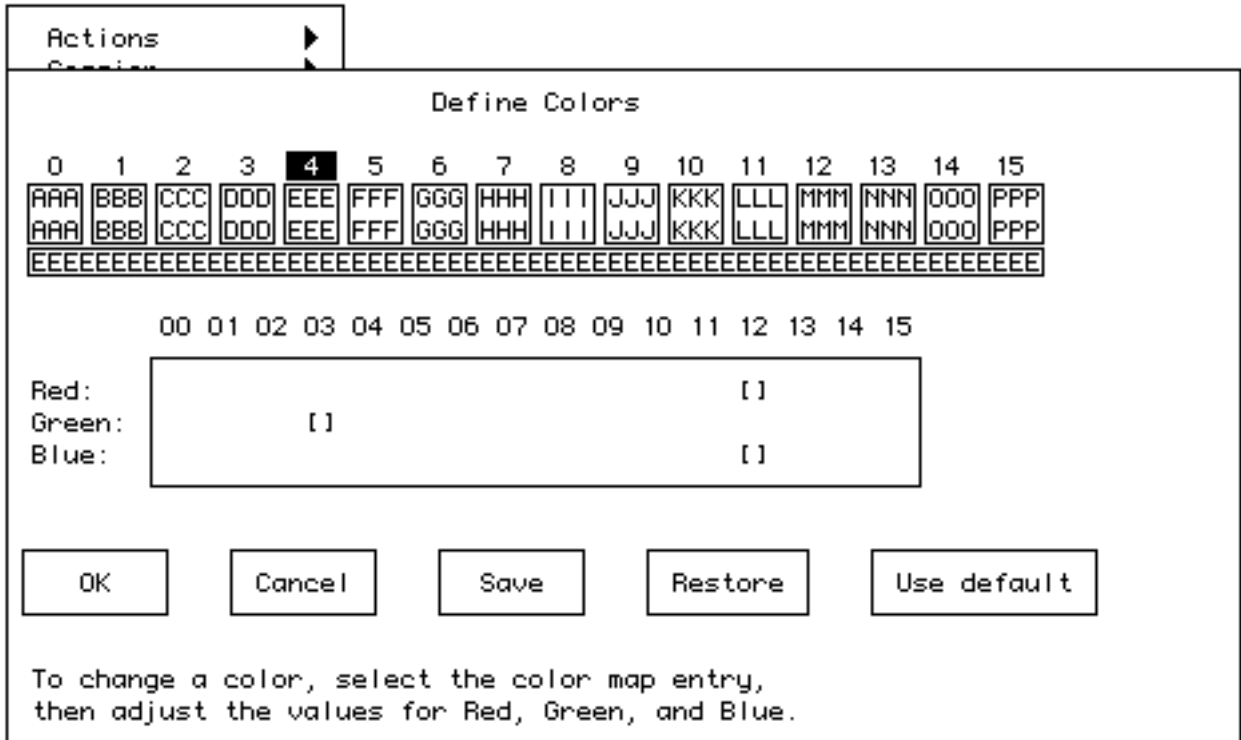 Actions
Define Colors
0 1 2 3 4 5 6 7 8 9 10 11 12 13 14 15
AAA BBB CCC DDD EEE FFF GGG HHH III JJJ KKK LLL MMM NNN OOO PPP
AAA BBB CCC DDD EEE FFF GGG HHH III JJJ KKK LLL MMM NNN OOO PPP
EEEEEEEEEEEEEEEEEEEEEEEEEEEEEEEEEEEEEEEEEEEEEEEEEEEEEEEEEEEEEEE
00 01 02 03 04 05 06 07 08 09 10 11 12 13 14 15
Red: []
Green: []
Blue: []
OK Cancel Save Restore Use default
To change a color, select the color map entry,
then adjust the values for Red, Green, and Blue.